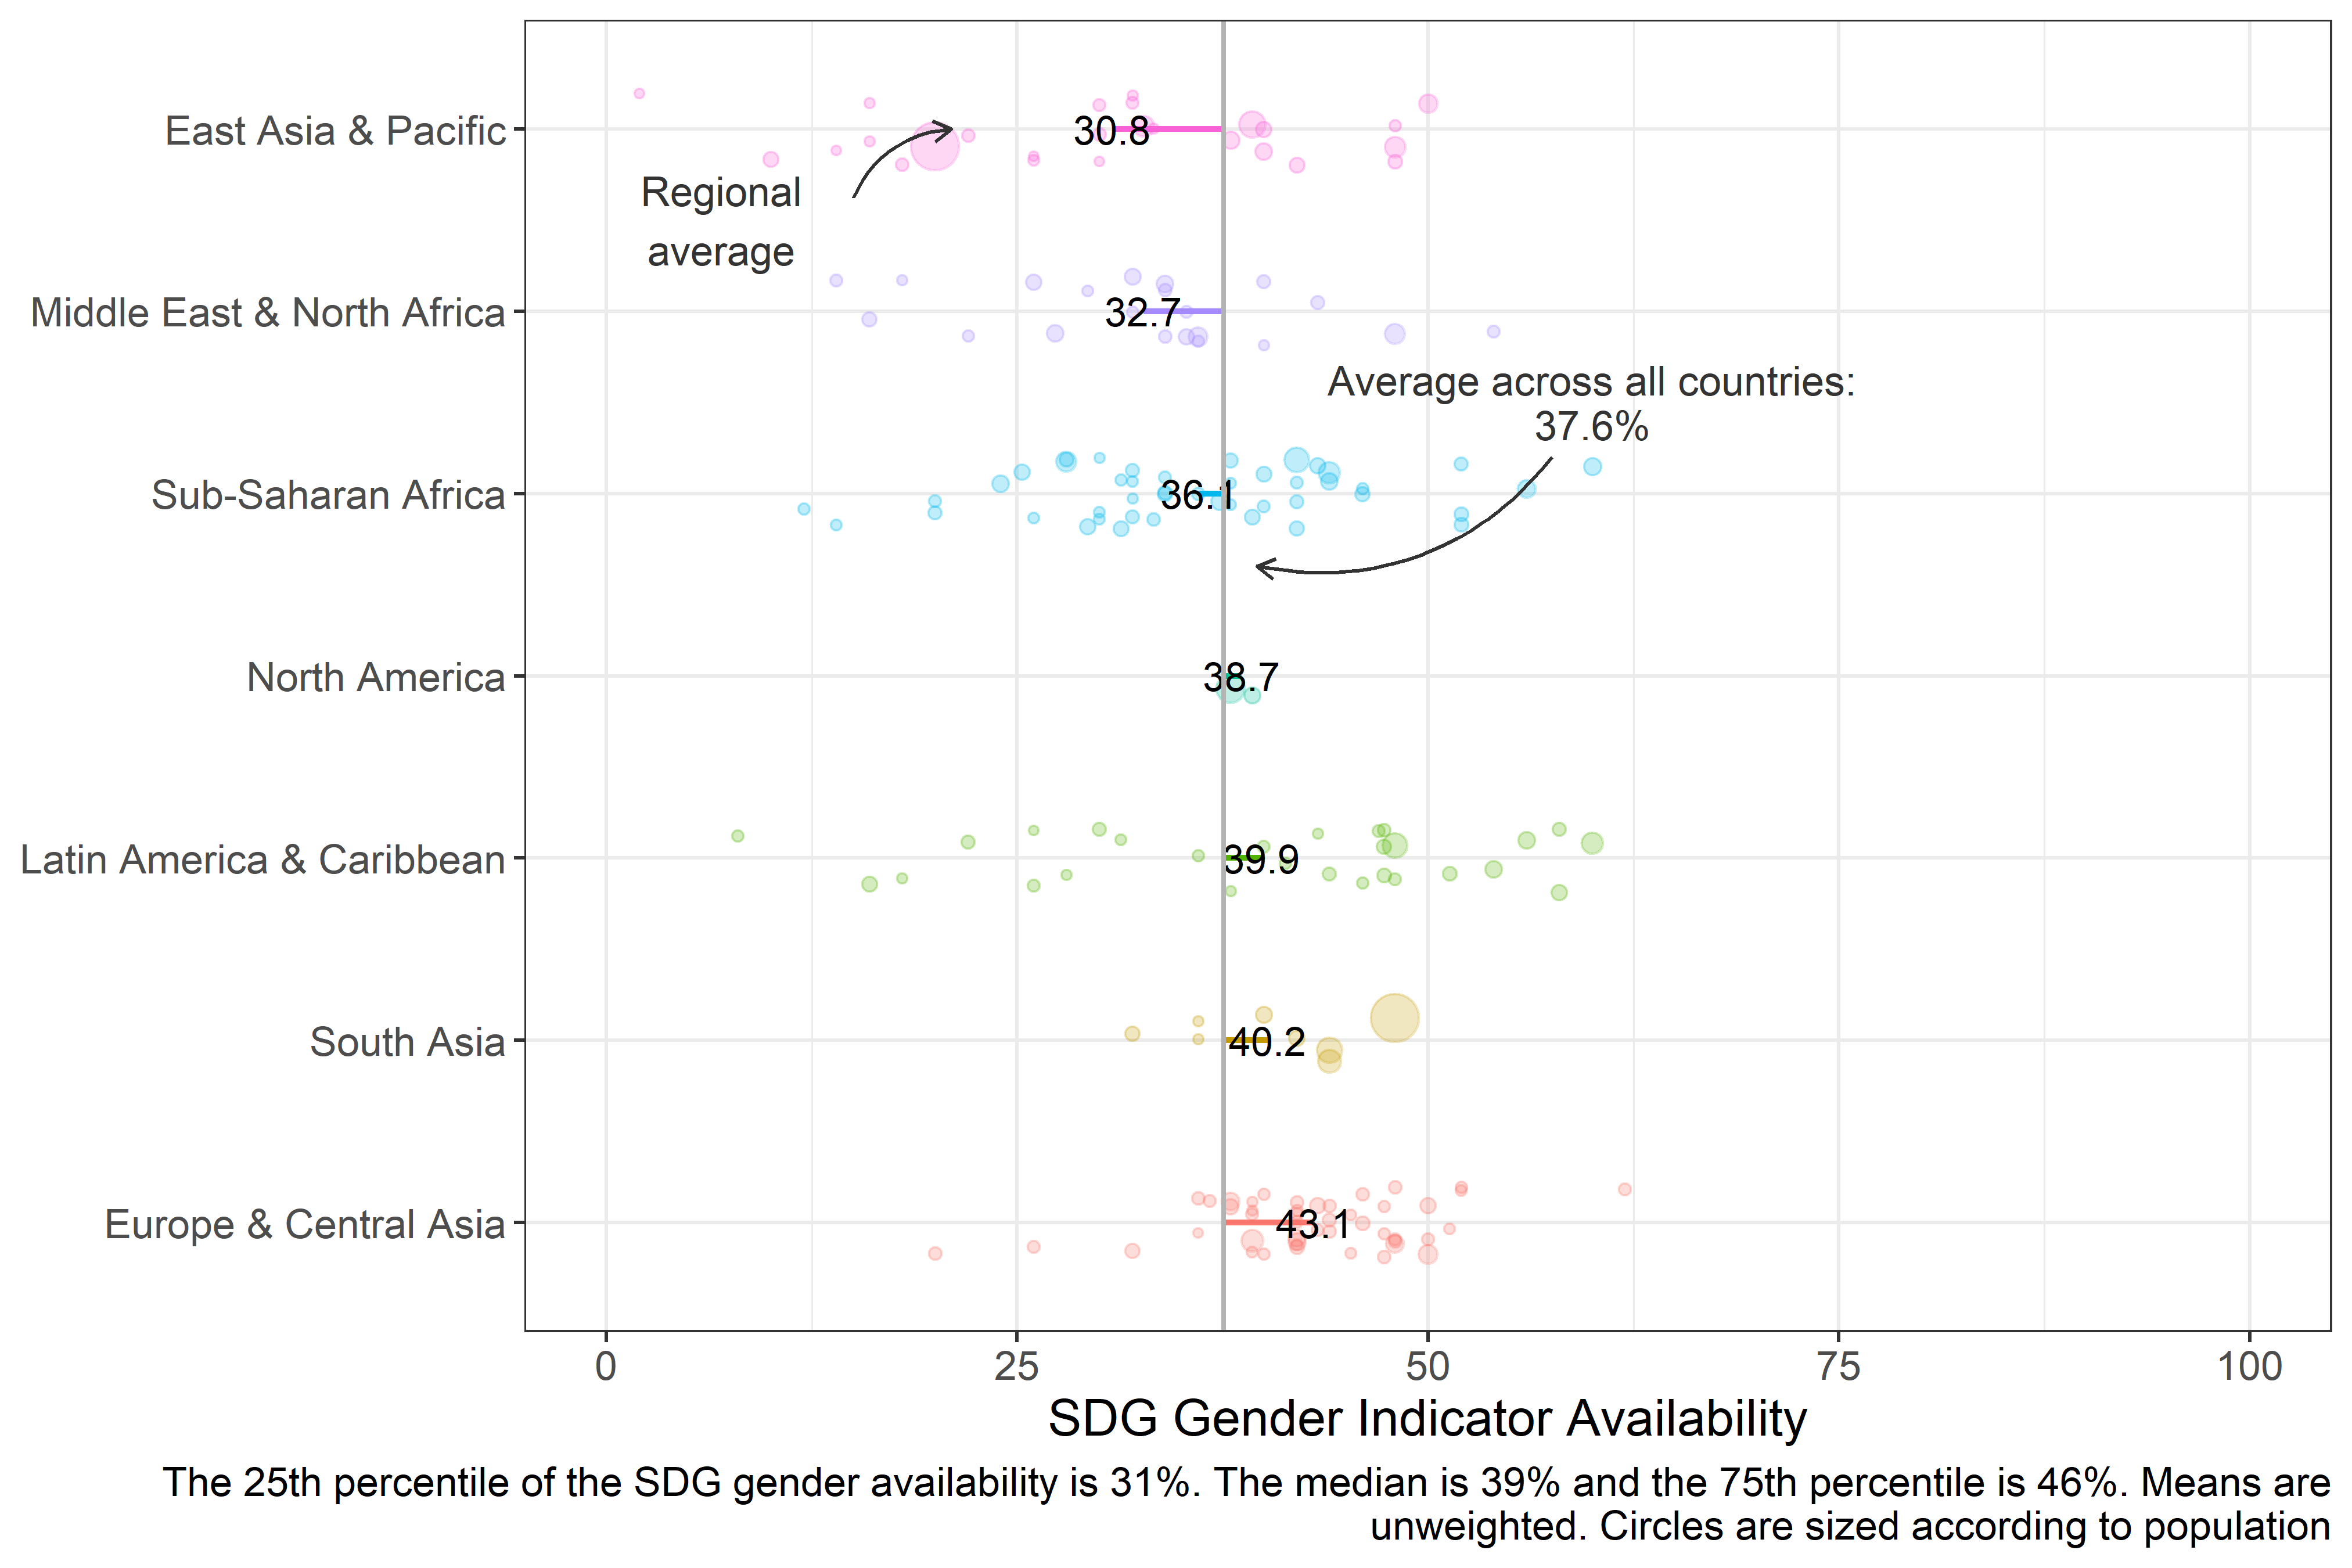 East Asia & Pacific
30.8
Regional
average
Middle East & North Africa
32.7
Average across all countries:
37.6%
Sub-Saharan Africa
36.1
North America
38.7
Latin America & Caribbean
39.9
South Asia
40.2
Europe & Central Asia
43.1
0 25 50 75 100
SDG Gender Indicator Availability
The 25th percentile of the SDG gender availability is 31%. The median is 39% and the 75th percentile is 46%. Means are
unweighted. Circles are sized according to population